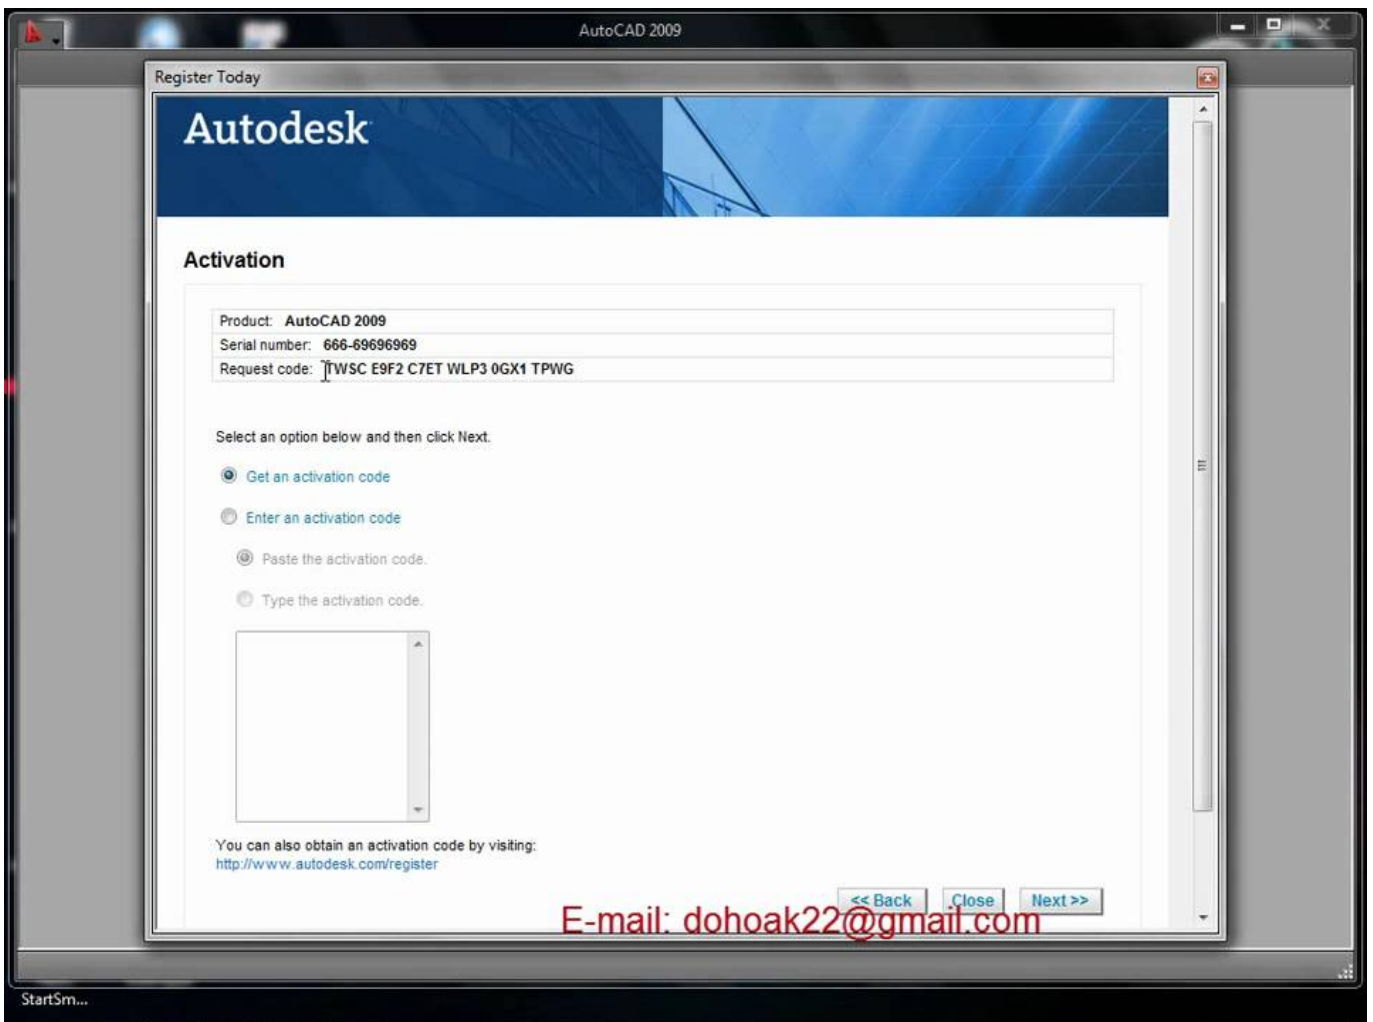 AutoCAD 2009
Register Today
Autodesk
Activation
Product: AutoCAD 2009
Serial number: 666-69696969
Request code: TWSC E9F2 C7ET WLP3 0GX1 TPWG
Select an option below and then click Next.
Get an activation code
Enter an activation code
Paste the activation code.
Type the activation code.
You can also obtain an activation code by visiting:
http://www.autodesk.com/register
<< Back Close Next >>
E-mail: dohoak22@gmail.com
StartSm...